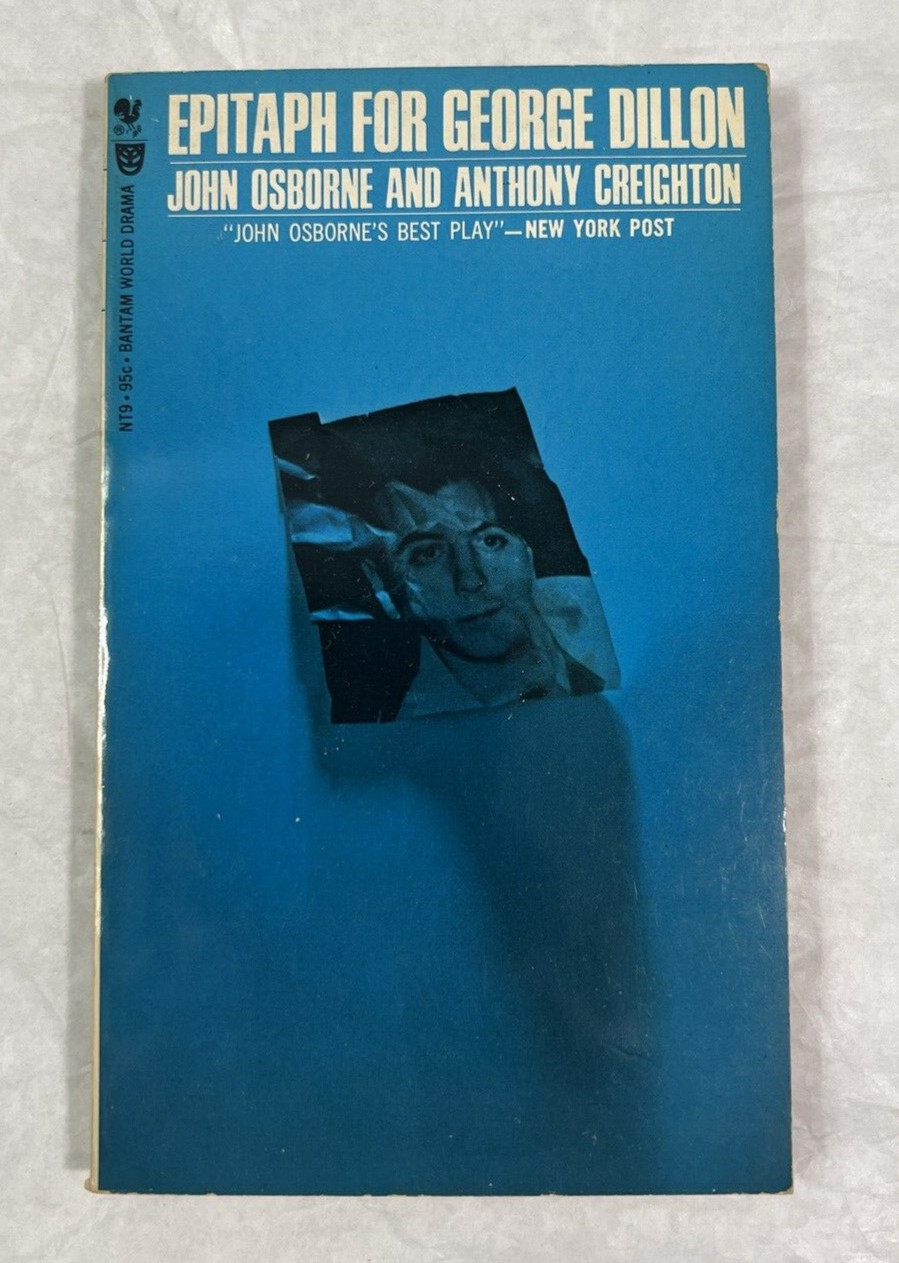 EPITAPH FOR GEORGE DILLON
JOHN OSBORNE AND ANTHONY CREIGHTON
"JOHN OSBORNE'S BEST PLAY"—NEW YORK POST
®
NT9 • 95c • BANTAM WORLD DRAMA